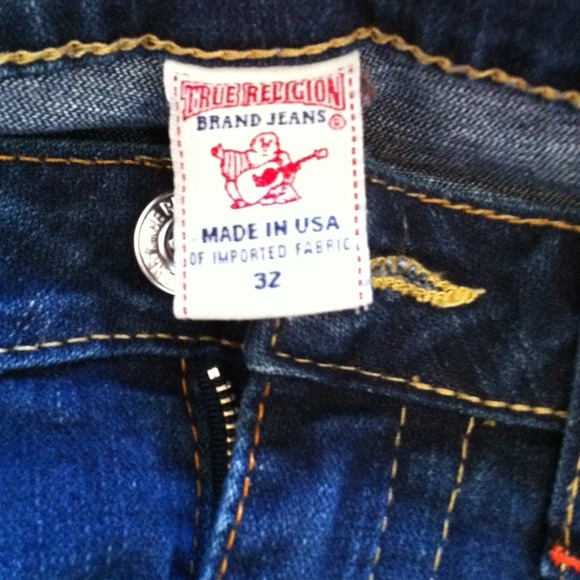 TRUE RELIGION
BRAND JEANS ®
MADE IN USA
OF IMPORTED FABRIC
32